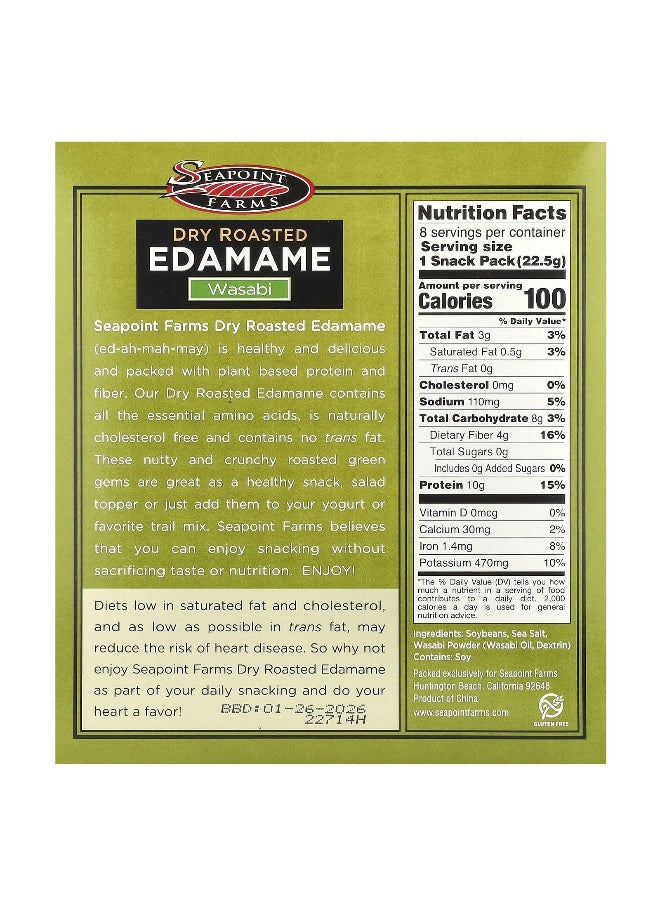 SEAPOINT
FARMS
DRY ROASTED
EDAMAME
Wasabi
Seapoint Farms Dry Roasted Edamame
(ed-ah-mah-may) is healthy and delicious
and packed with plant based protein and
fiber. Our Dry Roasted Edamame contains
all the essential amino acids, is naturally
cholesterol free and contains no trans fat.
These nutty and crunchy roasted green
gems are great as a healthy snack, salad
topper or just add them to your yogurt or
favorite trail mix. Seapoint Farms believes
that you can enjoy snacking without
sacrificing taste or nutrition. ENJOY!
Diets low in saturated fat and cholesterol,
and as low as possible in trans fat, may
reduce the risk of heart disease. So why not
enjoy Seapoint Farms Dry Roasted Edamame
as part of your daily snacking and do your
heart a favor!
BBD:01-26-2026
22714H
Nutrition Facts
8 servings per container
Serving size
1 Snack Pack(22.5g)
Amount per serving
Calories 100
% Daily Value*
Total Fat 3g 3%
Saturated Fat 0.5g 3%
Trans Fat 0g
Cholesterol 0mg 0%
Sodium 110mg 5%
Total Carbohydrate 8g 3%
Dietary Fiber 4g 16%
Total Sugars 0g
Includes 0g Added Sugars 0%
Protein 10g 15%
Vitamin D 0mcg 0%
Calcium 30mg 2%
Iron 1.4mg 8%
Potassium 470mg 10%
*The % Daily Value (DV) tells you how
much a nutrient in a serving of food
contributes to a daily diet. 2,000
calories a day is used for general
nutrition advice.
Ingredients: Soybeans, Sea Salt,
Wasabi Powder (Wasabi Oil, Dextrin)
Contains: Soy
Packed exclusively for Seapoint Farms
Huntington Beach, California 92648
Product of China
www.seapointfarms.com
GLUTEN FREE